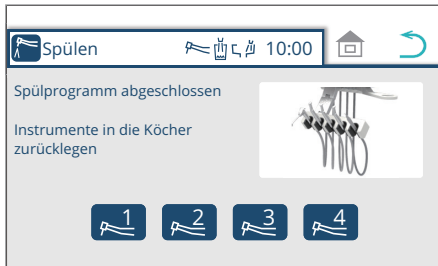 Spülen 10:00
Spülprogramm abgeschlossen
Instrumente in die Köcher
zurücklegen
1 2 3 4